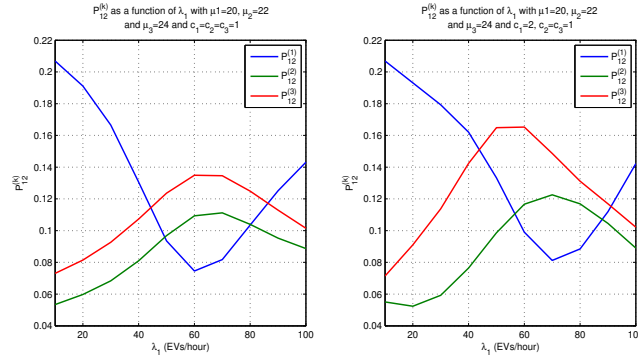 P12^(k) as a function of λ1 with μ1=20, μ2=22
and μ3=24 and c1=c2=c3=1
0.22
0.2
0.18
0.16
0.14
0.12
0.1
0.08
0.06
0.04
P12^(k)
P12^(1)
P12^(2)
P12^(3)
20 40 60 80 100
λ1 (EVs/hour)
P12^(k) as a function of λ1 with μ1=20, μ2=22
and μ3=24 and c1=2, c2=c3=1
0.22
0.2
0.18
0.16
0.14
0.12
0.1
0.08
0.06
0.04
P12^(k)
P12^(1)
P12^(2)
P12^(3)
20 40 60 80 100
λ1 (EVs/hour)